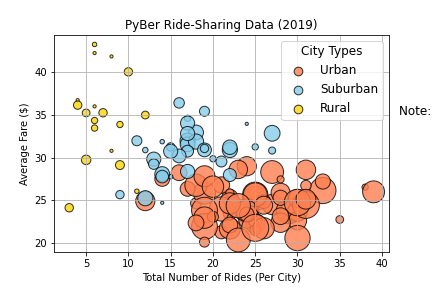 PyBer Ride-Sharing Data (2019)
City Types
Urban
Suburban
Rural
Note:
Average Fare ($)
40
35
30
25
20
5 10 15 20 25 30 35 40
Total Number of Rides (Per City)